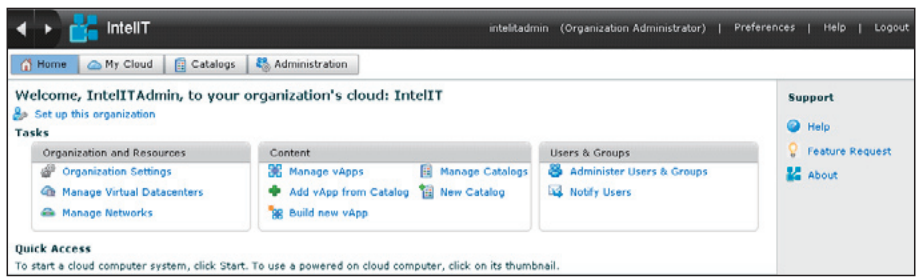 IntelIT
intelitadmin (Organization Administrator) | Preferences | Help | Logout
Home My Cloud Catalogs Administration
Welcome, IntelITAdmin, to your organization's cloud: IntelIT
Set up this organization
Tasks
Organization and Resources
Organization Settings
Manage Virtual Datacenters
Manage Networks
Content
Manage vApps Manage Catalogs
Add vApp from Catalog New Catalog
Build new vApp
Users & Groups
Administer Users & Groups
Notify Users
Quick Access
To start a cloud computer system, click Start. To use a powered on cloud computer, click on its thumbnail.
Support
Help
Feature Request
About